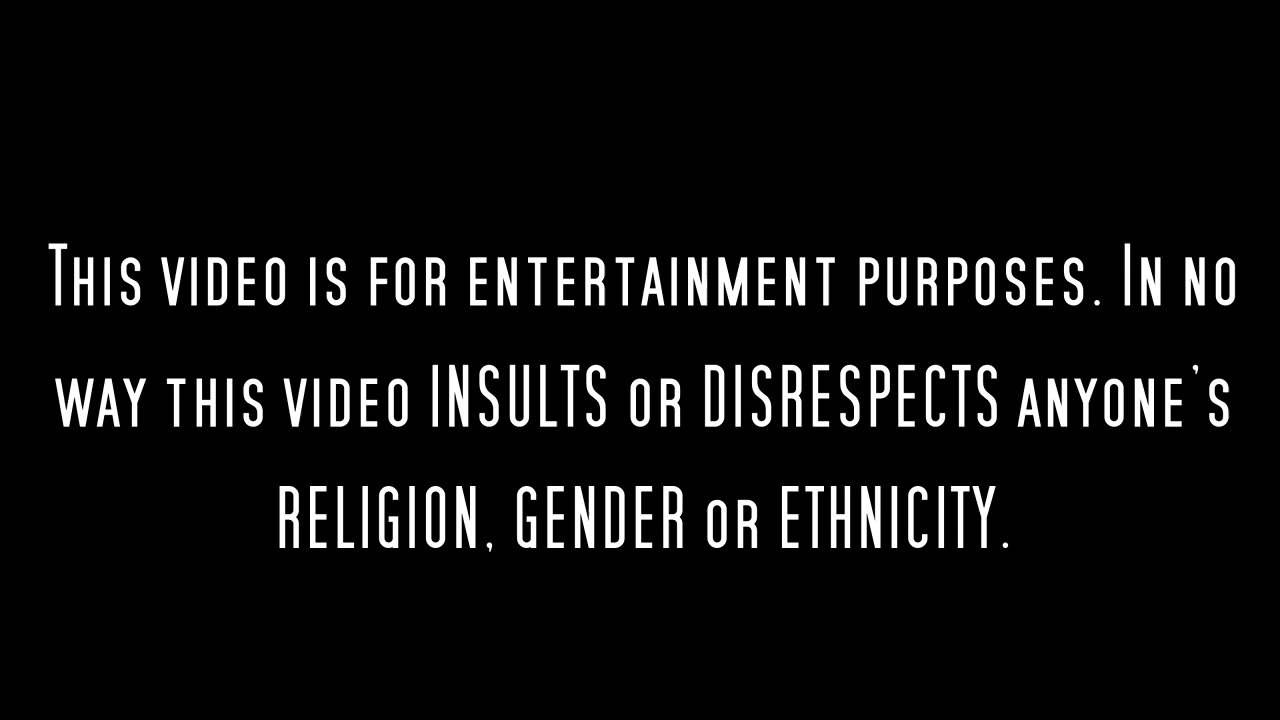 This video is for entertainment purposes. In no
way this video INSULTS or DISRESPECTS anyone's
RELIGION, GENDER or ETHNICITY.